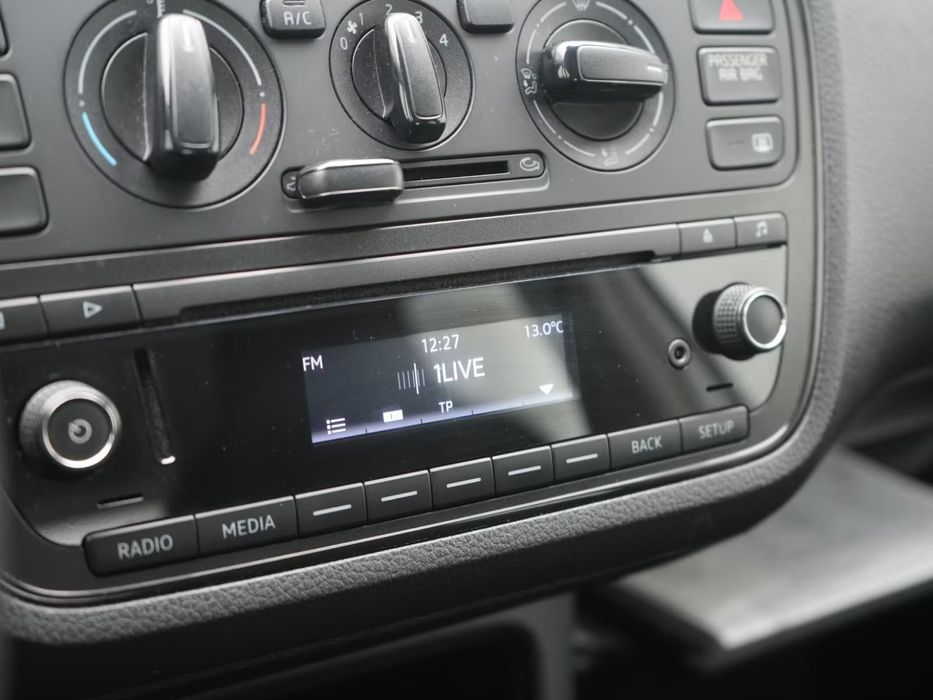 A/C
0 1 2 3 4
PASSENGER
AIR BAG
FM
12:27
13.0°C
1LIVE
TP
RADIO
MEDIA
BACK
SETUP